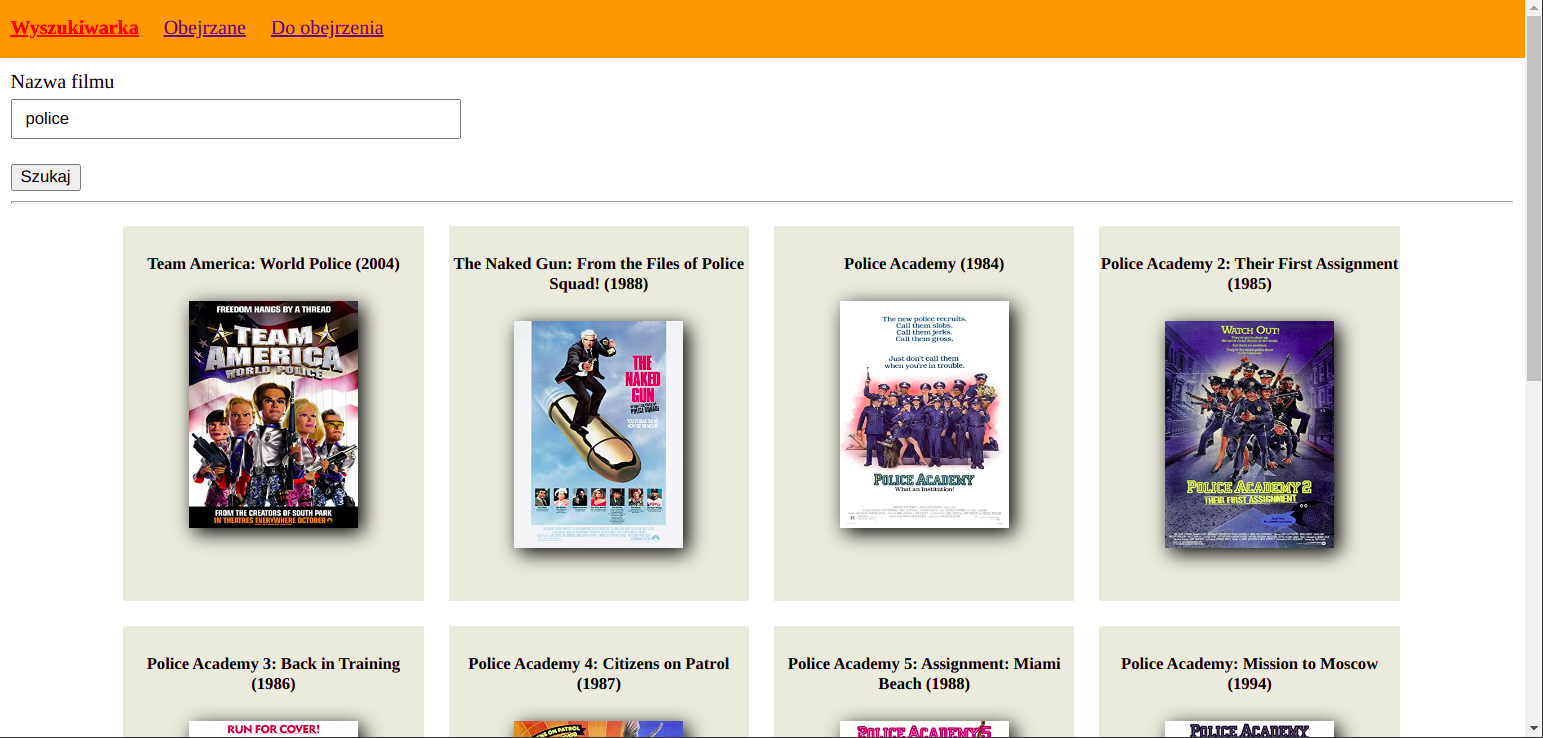 Wyszukiwarka Obejrzane Do obejrzenia
Nazwa filmu
police
Szukaj
Team America: World Police (2004)
The Naked Gun: From the Files of Police
Squad! (1988)
Police Academy (1984)
Police Academy 2: Their First Assignment
(1985)
FREEDOM HANGS BY A THREAD
TEAM
AMERICA
WORLD POLICE
FROM THE CREATORS OF SOUTH PARK
IN THEATRES EVERYWHERE OCTOBER
THE
NAKED
GUN
The new police recruits.
Call them slobs.
Call them jerks.
Call them gross.
Just don't call them
when you're in trouble.
POLICE ACADEMY
What an Institution!
WATCH OUT!
POLICE ACADEMY 2
THEIR FIRST ASSIGNMENT
Police Academy 3: Back in Training
(1986)
Police Academy 4: Citizens on Patrol
(1987)
Police Academy 5: Assignment: Miami
Beach (1988)
Police Academy: Mission to Moscow
(1994)
RUN FOR COVER!
POLICE ACADEMY 5
POLICE ACADEMY